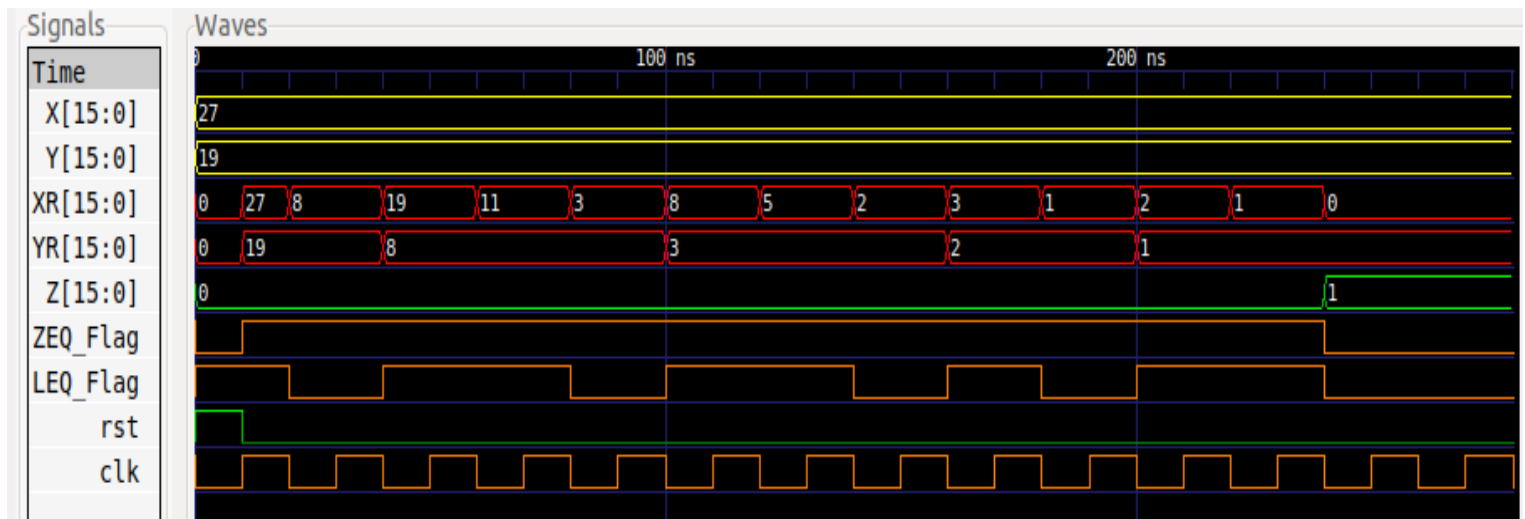 Signals Waves
Time 0 100 ns 200 ns
X[15:0] 27
Y[15:0] 19
XR[15:0] 0 27 8 19 11 3 8 5 2 3 1 2 1 0
YR[15:0] 0 19 8 3 2 1
Z[15:0] 0 1
ZEQ_Flag
LEQ_Flag
rst
clk